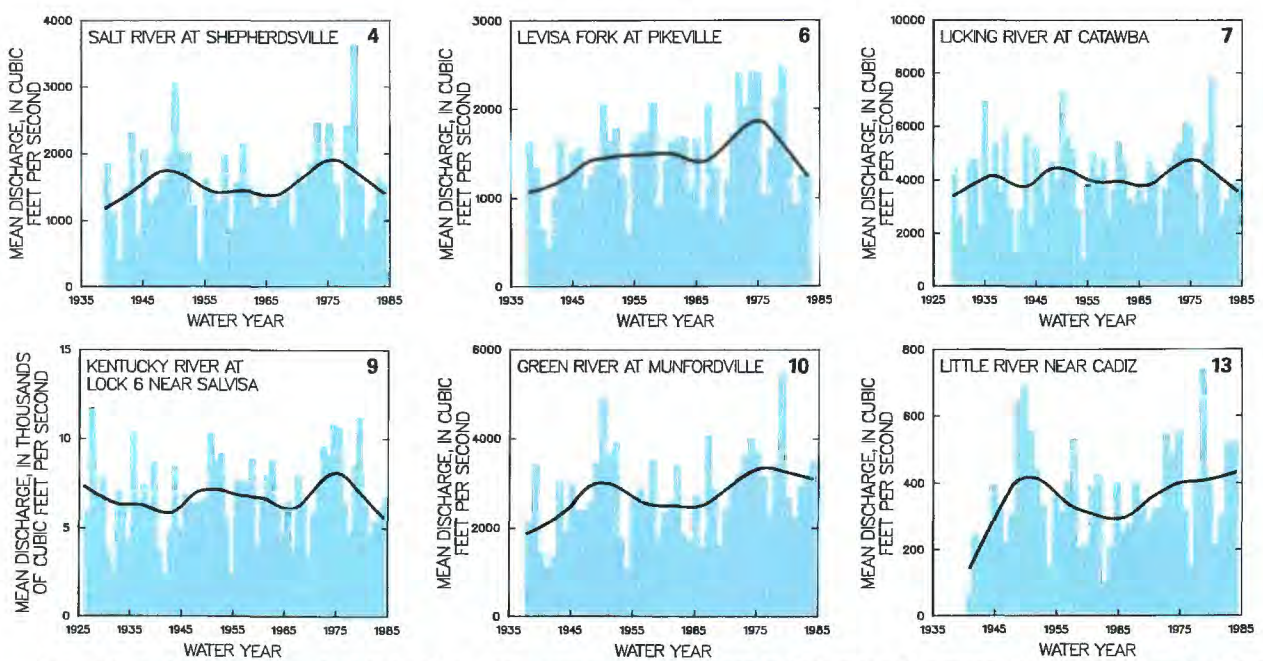 SALT RIVER AT SHEPHERDSVILLE 4
MEAN DISCHARGE, IN CUBIC
FEET PER SECOND
4000
3000
2000
1000
0
1935 1945 1955 1965 1975 1985
WATER YEAR
LEVISA FORK AT PIKEVILLE 6
MEAN DISCHARGE, IN CUBIC
FEET PER SECOND
3000
2000
1000
0
1935 1945 1955 1965 1975 1985
WATER YEAR
LICKING RIVER AT CATAWBA 7
MEAN DISCHARGE, IN CUBIC
FEET PER SECOND
10000
8000
6000
4000
2000
0
1925 1935 1945 1955 1965 1975 1985
WATER YEAR
KENTUCKY RIVER AT 9
LOCK 6 NEAR SALVISA
MEAN DISCHARGE, IN THOUSANDS
OF CUBIC FEET PER SECOND
15
10
5
0
1925 1935 1945 1955 1965 1975 1985
WATER YEAR
GREEN RIVER AT MUNFORDVILLE 10
MEAN DISCHARGE, IN CUBIC
FEET PER SECOND
6000
4000
2000
0
1935 1945 1955 1965 1975 1985
WATER YEAR
LITTLE RIVER NEAR CADIZ 13
MEAN DISCHARGE, IN CUBIC
FEET PER SECOND
800
600
400
200
0
1935 1945 1955 1965 1975 1985
WATER YEAR